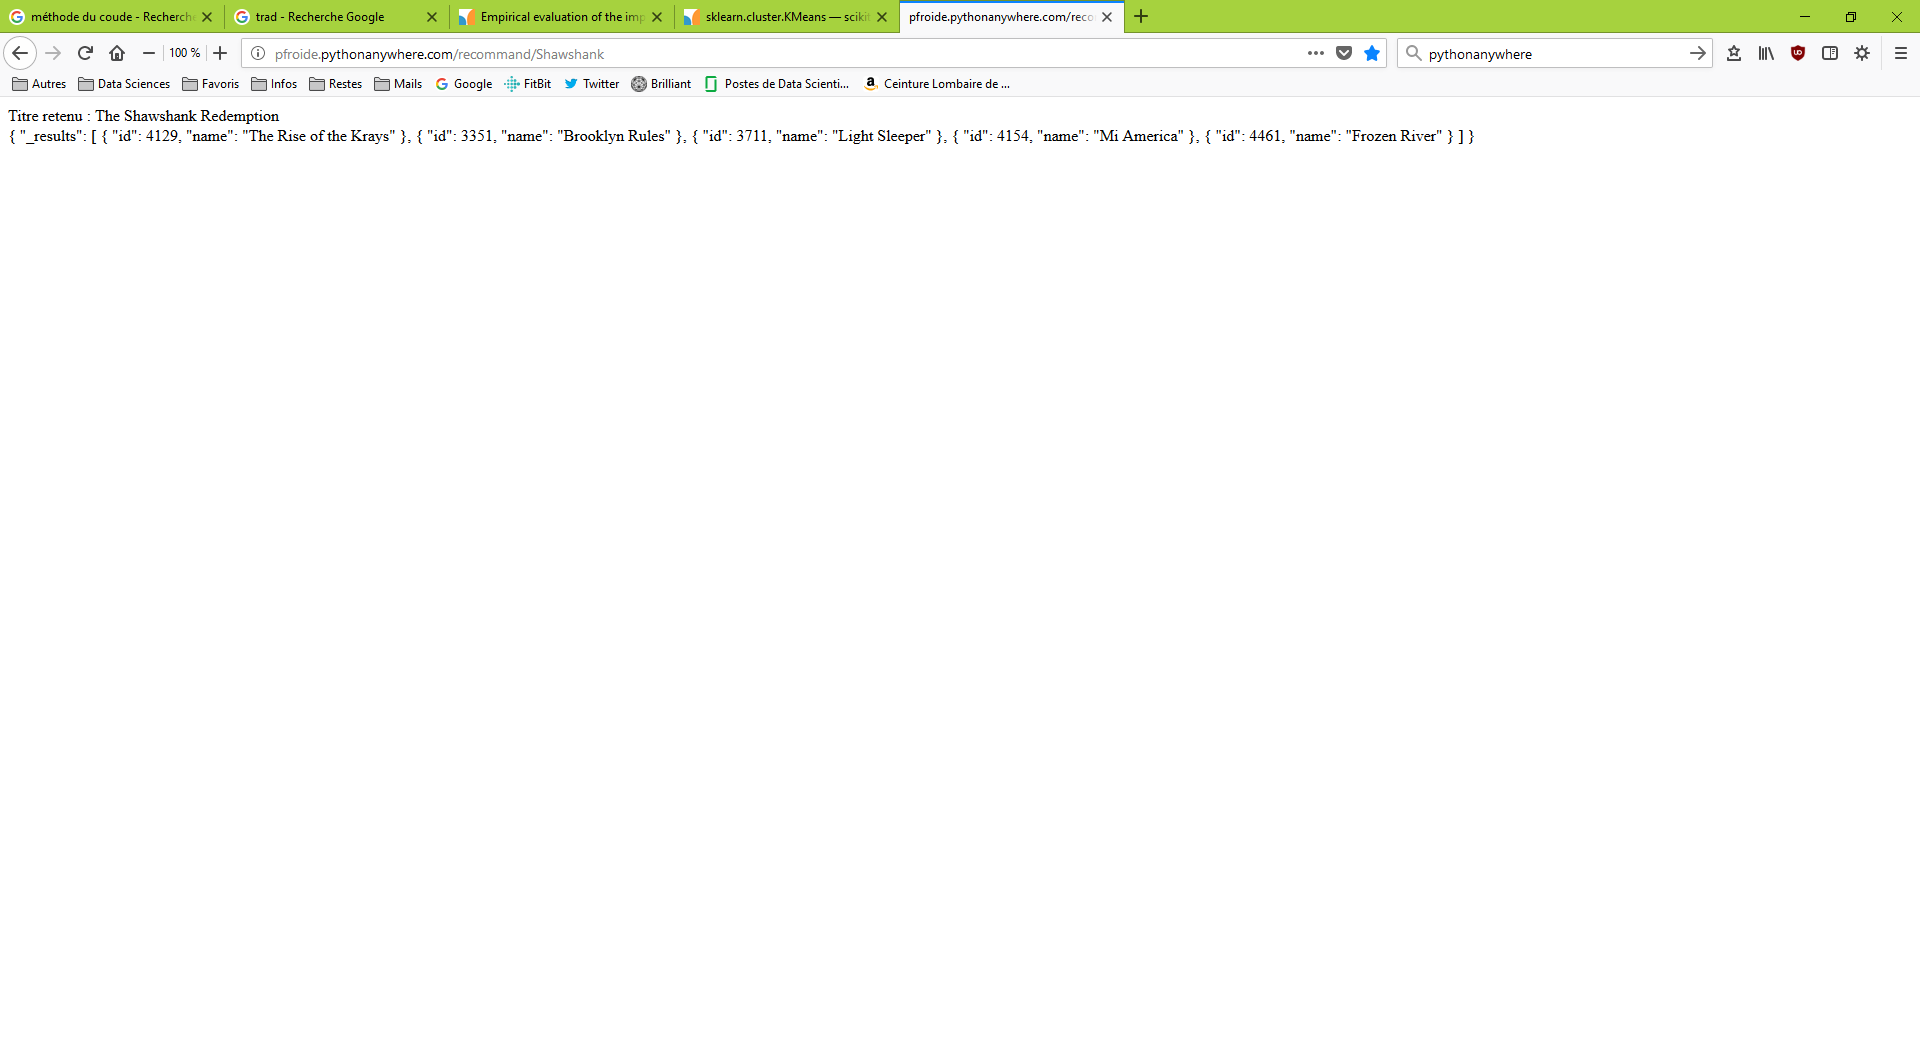 méthode du coude - Recherche
trad - Recherche Google
Empirical evaluation of the imp
sklearn.cluster.KMeans — scikit
pfroide.pythonanywhere.com/reco
100 %
pfroide.pythonanywhere.com/recommand/Shawshank
pythonanywhere
Autres
Data Sciences
Favoris
Infos
Restes
Mails
Google
FitBit
Twitter
Brilliant
Postes de Data Scienti...
Ceinture Lombaire de ...
Titre retenu : The Shawshank Redemption
{ "_results": [ { "id": 4129, "name": "The Rise of the Krays" }, { "id": 3351, "name": "Brooklyn Rules" }, { "id": 3711, "name": "Light Sleeper" }, { "id": 4154, "name": "Mi America" }, { "id": 4461, "name": "Frozen River" } ] }